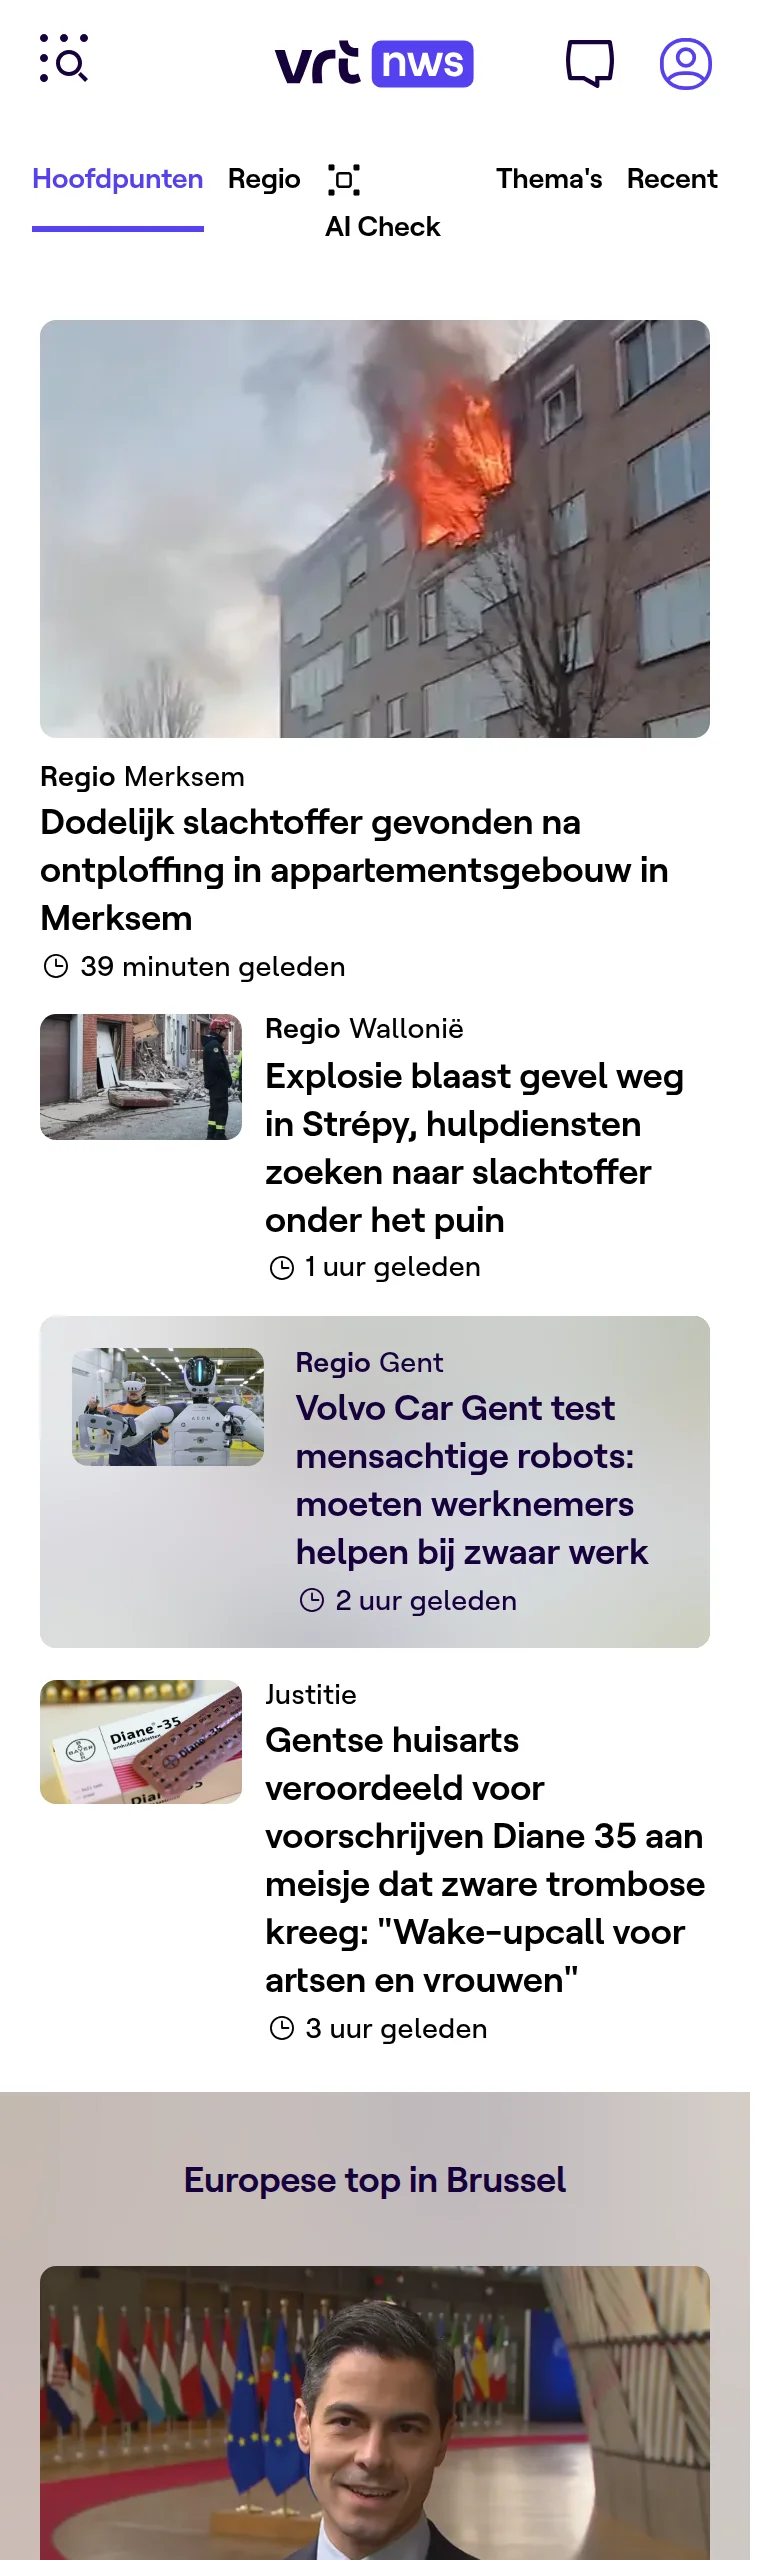 vrt nws
Hoofdpunten Regio AI Check Thema's Recent
Regio Merksem
Dodelijk slachtoffer gevonden na
ontploffing in appartementsgebouw in
Merksem
39 minuten geleden
Regio Wallonië
Explosie blaast gevel weg
in Strépy, hulpdiensten
zoeken naar slachtoffer
onder het puin
1 uur geleden
Regio Gent
Volvo Car Gent test
mensachtige robots:
moeten werknemers
helpen bij zwaar werk
2 uur geleden
Diane-35
Justitie
Gentse huisarts
veroordeeld voor
voorschrijven Diane 35 aan
meisje dat zware trombose
kreeg: "Wake-upcall voor
artsen en vrouwen"
3 uur geleden
Europese top in Brussel